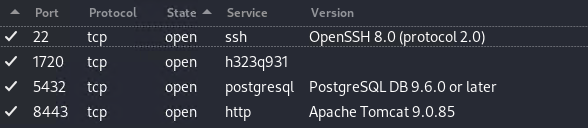 Port Protocol State Service Version
22 tcp open ssh OpenSSH 8.0 (protocol 2.0)
1720 tcp open h323q931
5432 tcp open postgresql PostgreSQL DB 9.6.0 or later
8443 tcp open http Apache Tomcat 9.0.85